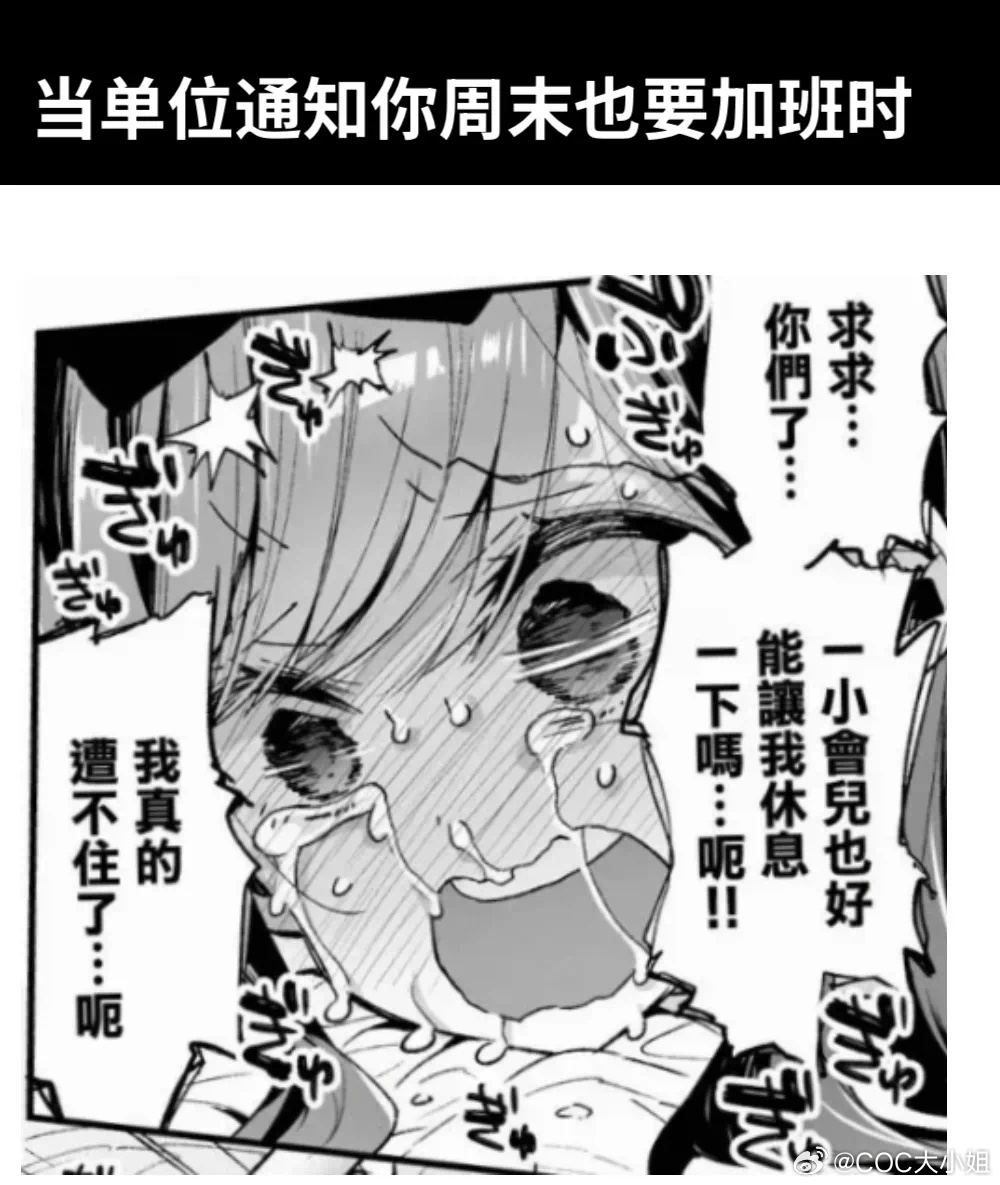 当单位通知你周末也要加班时
求求…
你們了…
一小會兒也好
能讓我休息
一下嗎…呃!!
我真的
遭不住了…呃
@COC大小姐